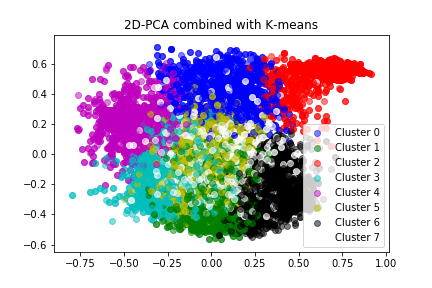 2D-PCA combined with K-means
0.6
0.4
0.2
0.0
−0.2
−0.4
−0.6
Cluster 0
Cluster 1
Cluster 2
Cluster 3
Cluster 4
Cluster 5
Cluster 6
Cluster 7
−0.75 −0.50 −0.25 0.00 0.25 0.50 0.75 1.00